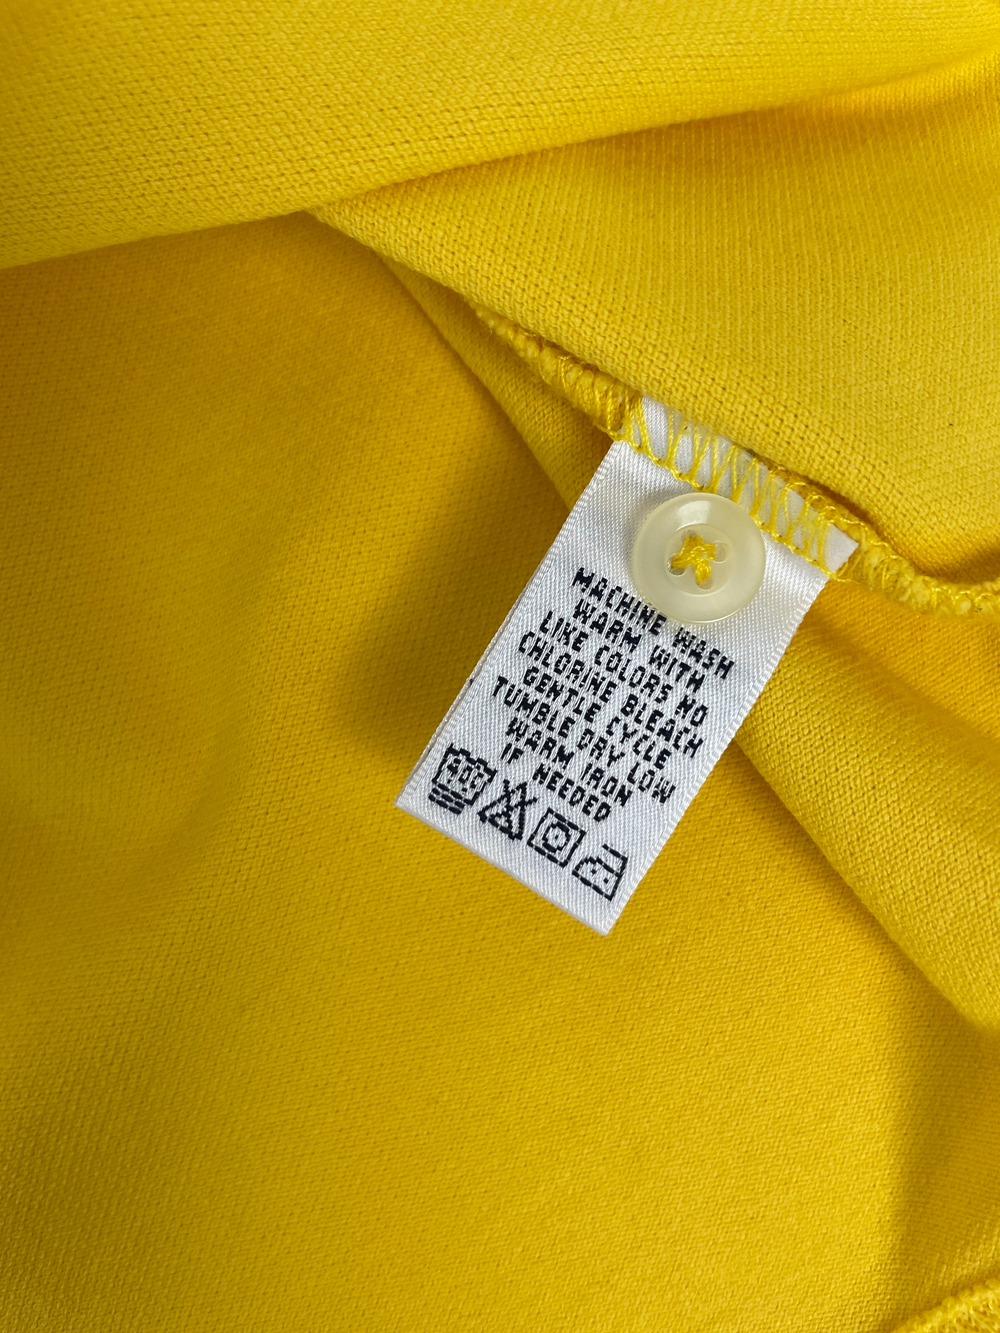 MACHINE WASH
WARM WITH
LIKE COLORS NO
CHLORINE BLEACH
GENTLE CYCLE
TUMBLE DRY LOW
WARM IRON
IF NEEDED